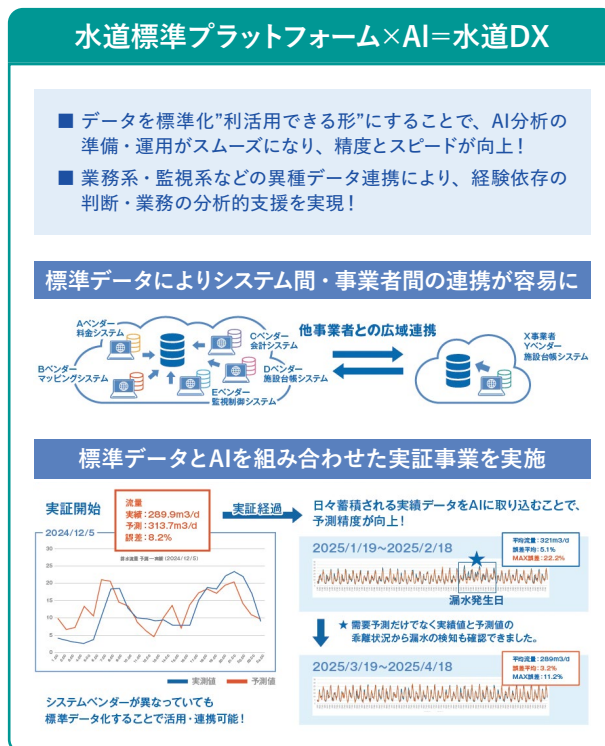 水道標準プラットフォーム×AI=水道DX
■ データを標準化”利活用できる形”にすることで、AI分析の
準備・運用がスムーズになり、精度とスピードが向上！
■ 業務系・監視系などの異種データ連携により、経験依存の
判断・業務の分析的支援を実現！
標準データによりシステム間・事業者間の連携が容易に
Aベンダー
料金システム
Bベンダー
マッピングシステム
Cベンダー
会計システム
Dベンダー
施設台帳システム
Eベンダー
監視制御システム
他事業者との広域連携
X事業者
Yベンダー
施設台帳システム
標準データとAIを組み合わせた実証事業を実施
実証開始
流量
実績：289.9m3/d
予測：313.7m3/d
誤差：8.2%
実証経過
2024/12/5
30
25
20
15
10
5
0
実測値
予測値
システムベンダーが異なっていても
標準データ化することで活用・連携可能！
日々蓄積される実績データをAIに取り込むことで、
予測精度が向上！
2025/1/19~2025/2/18
平均流量：321m3/d
誤差平均：5.1%
MAX誤差：22.2%
★
漏水発生日
★ 需要予測だけでなく実績値と予測値の
乖離状況から漏水の検知も確認できました。
2025/3/19~2025/4/18
平均流量：289m3/d
誤差平均：3.2%
MAX誤差：11.2%